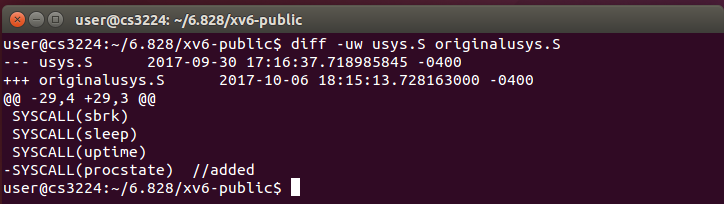 user@cs3224: ~/6.828/xv6-public
user@cs3224:~/6.828/xv6-public$ diff -uw usys.S originalusys.S
--- usys.S      2017-09-30 17:16:37.718985845 -0400
+++ originalusys.S      2017-10-06 18:15:13.728163000 -0400
@@ -29,4 +29,3 @@
 SYSCALL(sbrk)
 SYSCALL(sleep)
 SYSCALL(uptime)
-SYSCALL(procstate)  //added
user@cs3224:~/6.828/xv6-public$